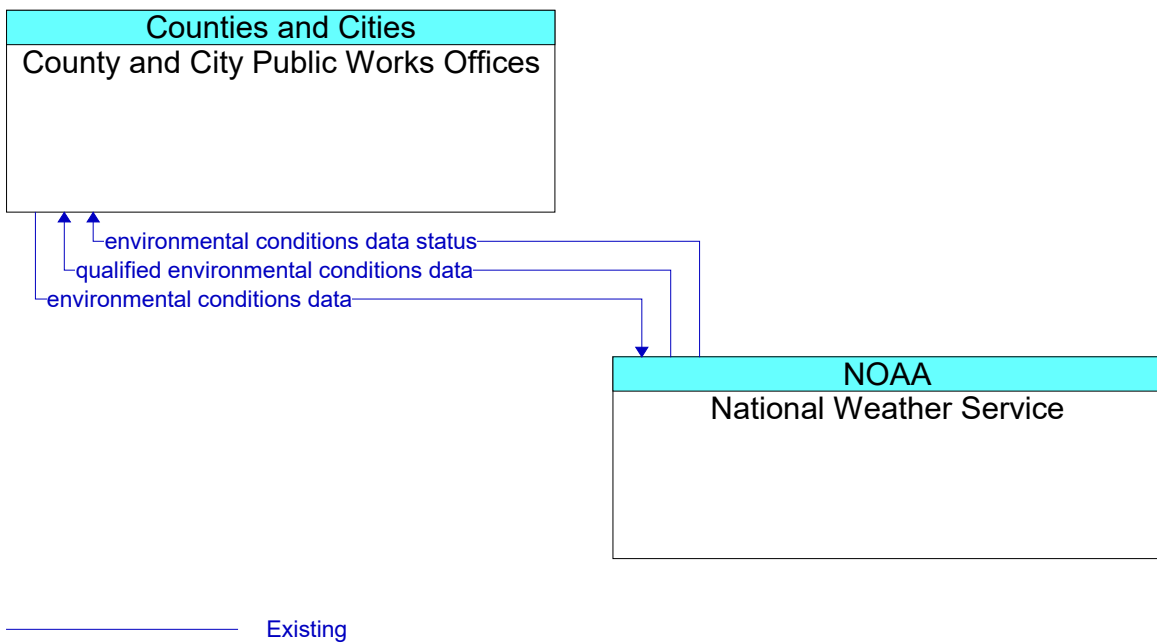 Counties and Cities
County and City Public Works Offices
environmental conditions data status
qualified environmental conditions data
environmental conditions data
NOAA
National Weather Service
Existing